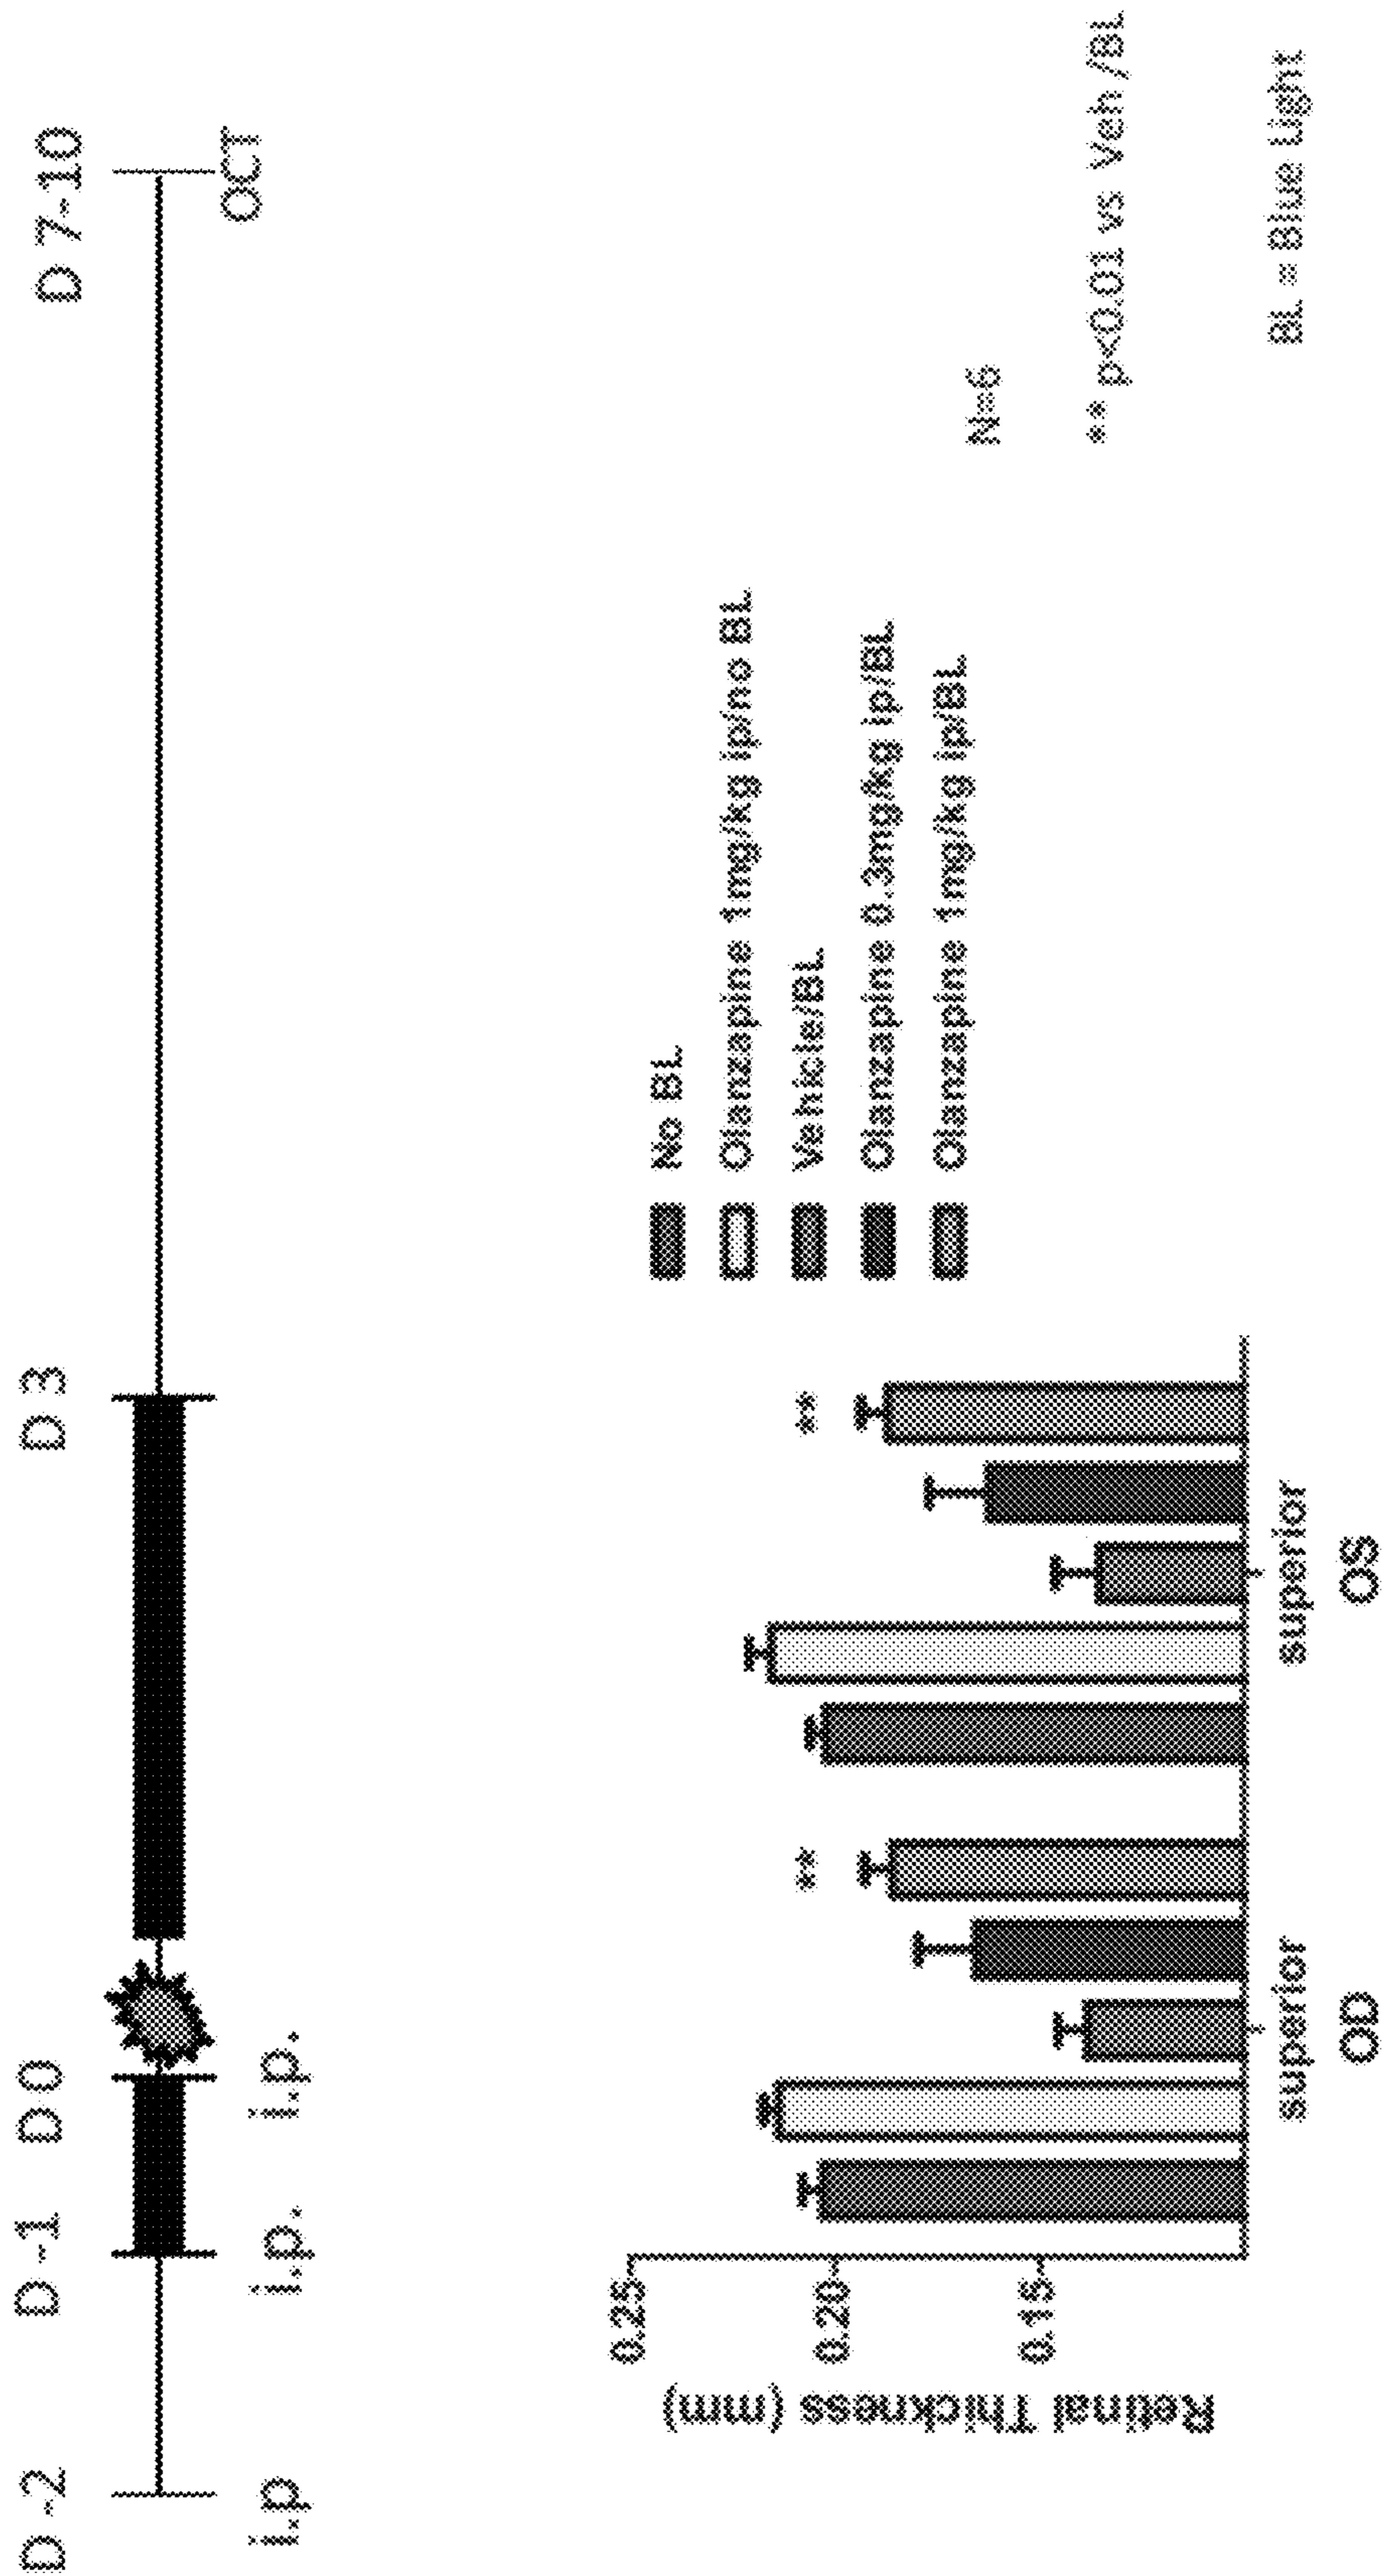 D -2 D -1 D 0 D 3 D 7-10
i.p i.p. i.p. OCT
No BL
Olanzapine 1mg/kg ip/no BL
Vehicle/BL
Olanzapine 0.3mg/kg ip/BL
Olanzapine 1mg/kg ip/BL
Retinal Thickness (mm)
0.25
0.20
0.15
** **
superior superior
OD OS
N=6
** p<0.01 vs Veh /BL
BL = Blue Light